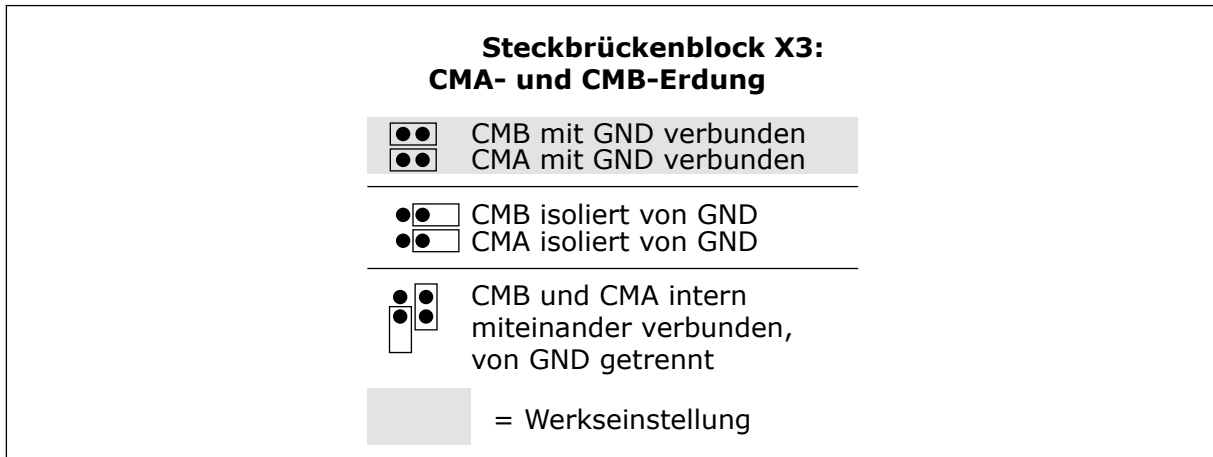 Steckbrückenblock X3:
CMA- und CMB-Erdung
CMB mit GND verbunden
CMA mit GND verbunden
CMB isoliert von GND
CMA isoliert von GND
CMB und CMA intern
miteinander verbunden,
von GND getrennt
= Werkseinstellung